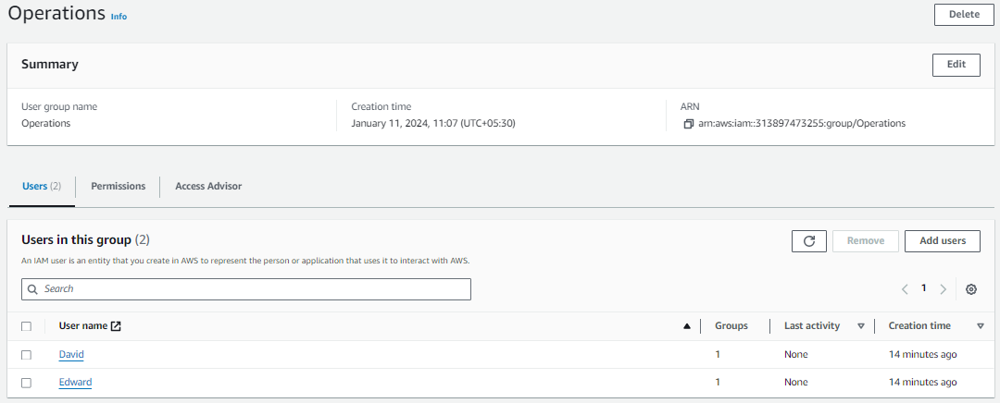 Operations Info
Delete
Summary
Edit
User group name
Creation time
ARN
Operations
January 11, 2024, 11:07 (UTC+05:30)
arn:aws:iam::313897473255:group/Operations
Users (2)
Permissions
Access Advisor
Users in this group (2)
Remove
Add users
An IAM user is an entity that you create in AWS to represent the person or application that uses it to interact with AWS.
Search
1
User name
Groups
Last activity
Creation time
David
1
None
14 minutes ago
Edward
1
None
14 minutes ago